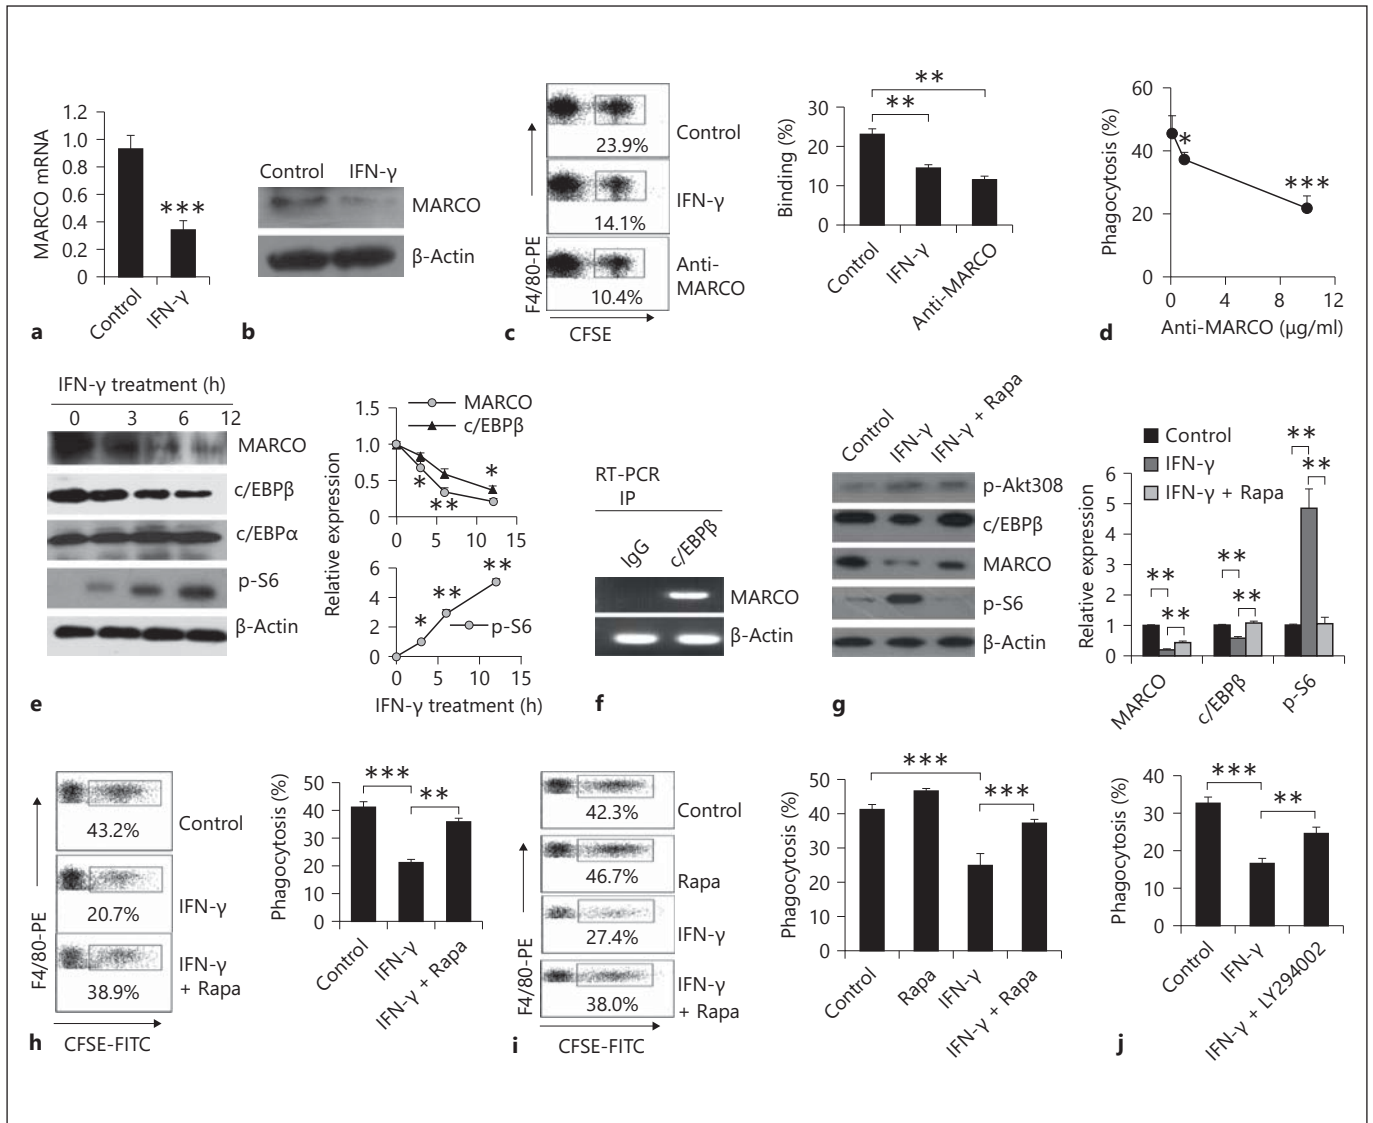 1.2
1.0
0.8
0.6
0.4
0.2
0
MARCO mRNA
***
Control
IFN-γ
a
Control IFN-γ
MARCO
β-Actin
b
23.9%
Control
14.1%
IFN-γ
10.4%
Anti-
MARCO
F4/80-PE
CFSE
c
30
20
10
0
Binding (%)
**
**
Control
IFN-γ
Anti-MARCO
60
40
20
0
Phagocytosis (%)
*
***
0 4 8 12
Anti-MARCO (µg/ml)
d
IFN-γ treatment (h)
0 3 6 12
MARCO
c/EBPβ
c/EBPα
p-S6
β-Actin
e
MARCO
c/EBPβ
1.5
1.0
0.5
0
*
*
**
0 5 10 15
Relative expression
6
4
2
0
*
**
**
p-S6
0 5 10 15
IFN-γ treatment (h)
RT-PCR
IP
IgG
c/EBPβ
MARCO
β-Actin
f
Control
IFN-γ
IFN-γ + Rapa
p-Akt308
c/EBPβ
MARCO
p-S6
β-Actin
g
Control
IFN-γ
IFN-γ + Rapa
6
5
4
3
2
1
0
Relative expression
**
**
**
**
**
**
MARCO
c/EBPβ
p-S6
43.2%
Control
20.7%
IFN-γ
38.9%
IFN-γ
+ Rapa
F4/80-PE
CFSE-FITC
h
50
40
30
20
10
0
Phagocytosis (%)
***
**
Control
IFN-γ
IFN-γ + Rapa
42.3%
Control
46.7%
Rapa
27.4%
IFN-γ
38.0%
IFN-γ
+ Rapa
F4/80-PE
CFSE-FITC
i
50
40
30
20
10
0
Phagocytosis (%)
***
***
Control
Rapa
IFN-γ
IFN-γ + Rapa
40
30
20
10
0
Phagocytosis (%)
***
**
Control
IFN-γ
IFN-γ + LY294002
j